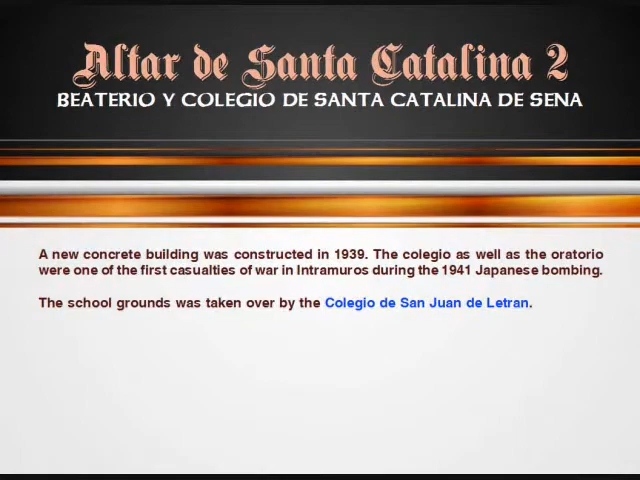 Altar de Santa Catalina 2
BEATERIO Y COLEGIO DE SANTA CATALINA DE SENA
A new concrete building was constructed in 1939. The colegio as well as the oratorio
were one of the first casualties of war in Intramuros during the 1941 Japanese bombing.
The school grounds was taken over by the Colegio de San Juan de Letran.